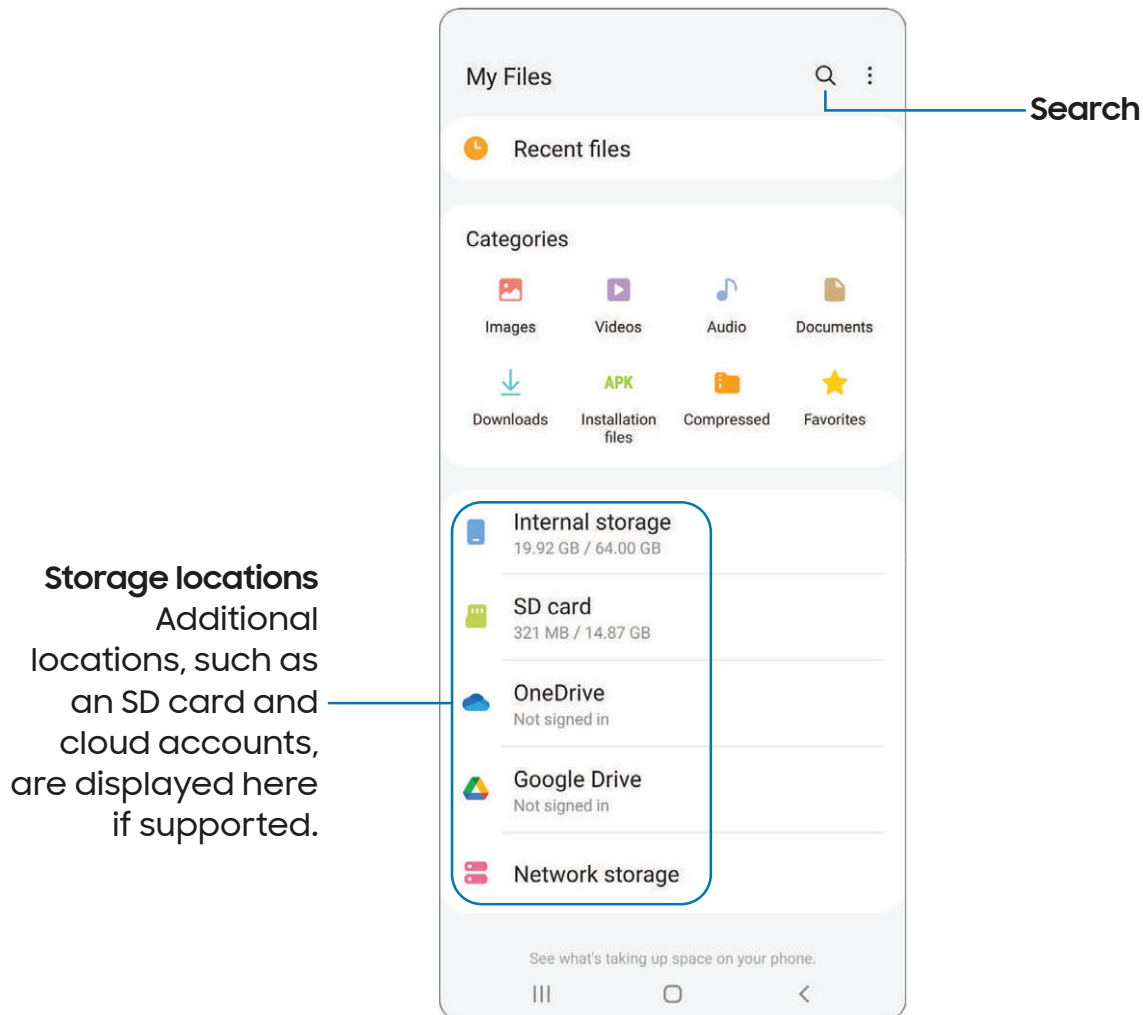 My Files
Search
Recent files
Categories
Images Videos Audio Documents
APK
Downloads Installation files Compressed Favorites
Internal storage
19.92 GB / 64.00 GB
SD card
321 MB / 14.87 GB
OneDrive
Not signed in
Google Drive
Not signed in
Network storage
Storage locations
Additional
locations, such as
an SD card and
cloud accounts,
are displayed here
if supported.
See what's taking up space on your phone.